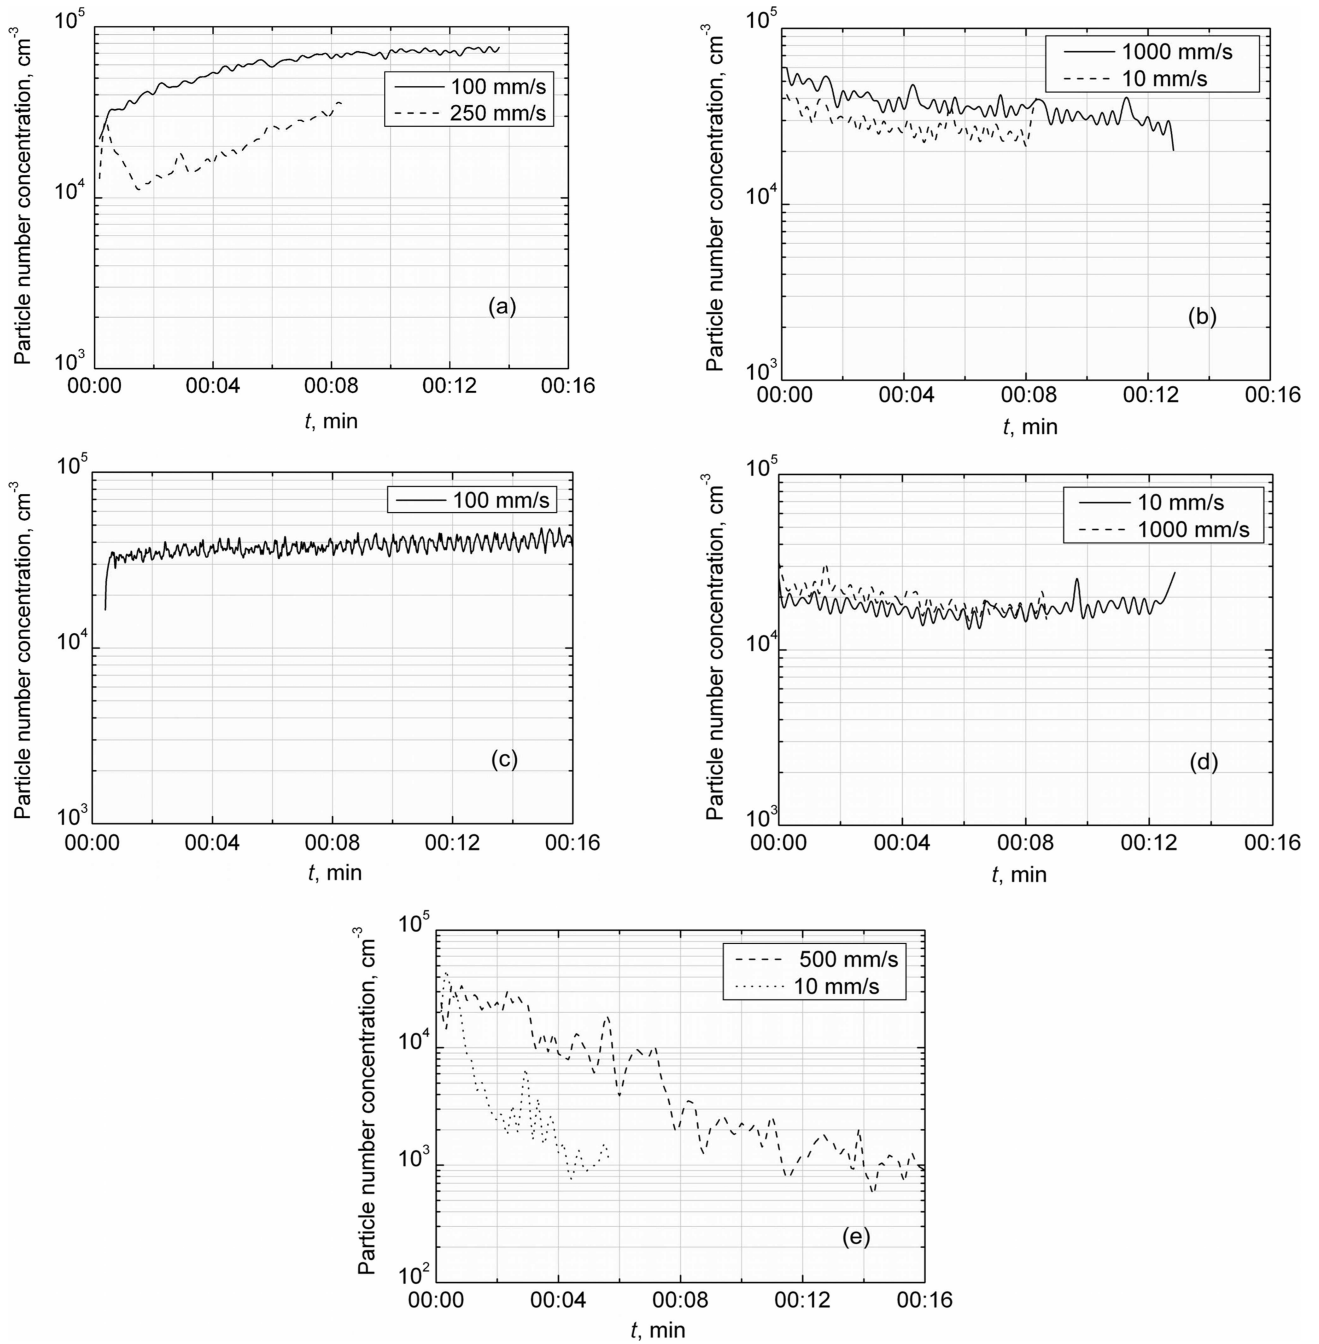 Particle number concentration, cm-3
10^5
10^4
10^3
100 mm/s
250 mm/s
(a)
00:00 00:04 00:08 00:12 00:16
t, min
Particle number concentration, cm-3
10^5
10^4
10^3
1000 mm/s
10 mm/s
(b)
00:00 00:04 00:08 00:12 00:16
t, min
Particle number concentration, cm-3
10^5
10^4
10^3
100 mm/s
(c)
00:00 00:04 00:08 00:12 00:16
t, min
Particle number concentration, cm-3
10^5
10^4
10^3
10 mm/s
1000 mm/s
(d)
00:00 00:04 00:08 00:12 00:16
t, min
Particle number concentration, cm-3
10^5
10^4
10^3
10^2
500 mm/s
10 mm/s
(e)
00:00 00:04 00:08 00:12 00:16
t, min